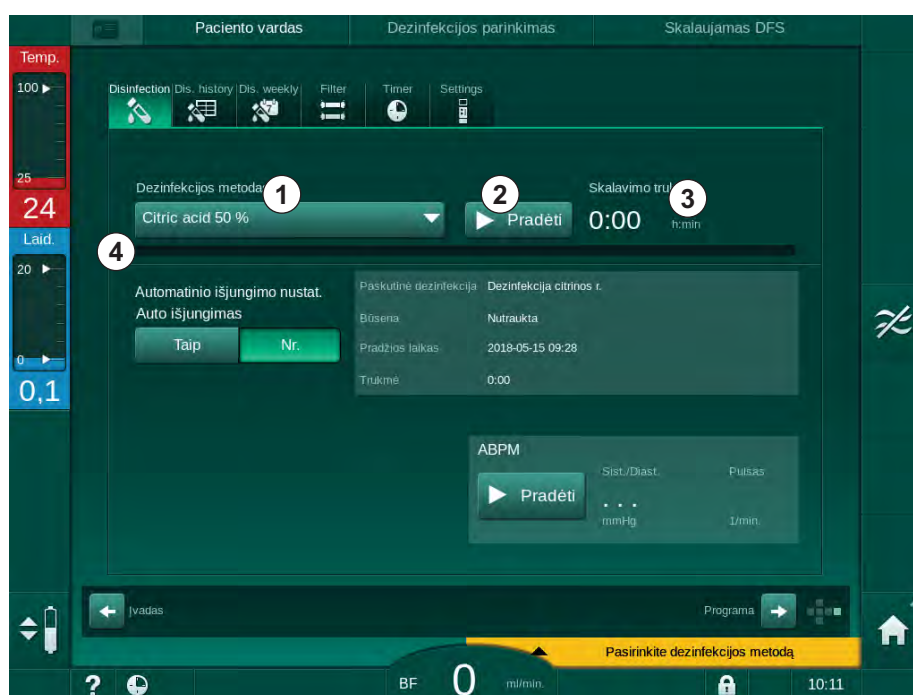 Paciento vardas Dezinfekcijos parinkimas Skalaujamas DFS
Temp.
100
25
24
Laid.
20
0
0,1
Disinfection Dis. history Dis. weekly Filter Timer Settings
7
Dezinfekcijos metodas 1 2 Skalavimo truk 3
Citric acid 50 % Pradėti 0:00 h:min
4
Automatinio išjungimo nustat.
Auto išjungimas
Taip Nr.
Paskutinė dezinfekcija Dezinfekcija citrinos r.
Būsena Nutraukta
Pradžios laikas 2018-05-15 09:28
Trukmė 0:00
ABPM
Sist./Diast. Pulsas
Pradėti . . .
mmHg 1/min.
Įvadas Programa
Pasirinkite dezinfekcijos metodą
? BF 0 ml/min. 10:11